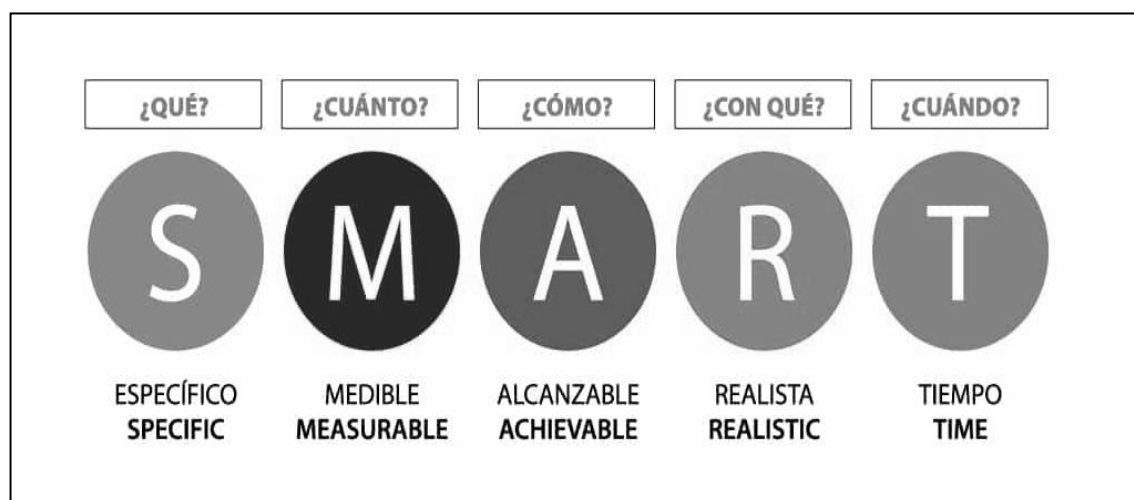 ¿QUÉ? ¿CUÁNTO? ¿CÓMO? ¿CON QUÉ? ¿CUÁNDO?
S M A R T
ESPECÍFICO MEDIBLE ALCANZABLE REALISTA TIEMPO
SPECIFIC MEASURABLE ACHIEVABLE REALISTIC TIME